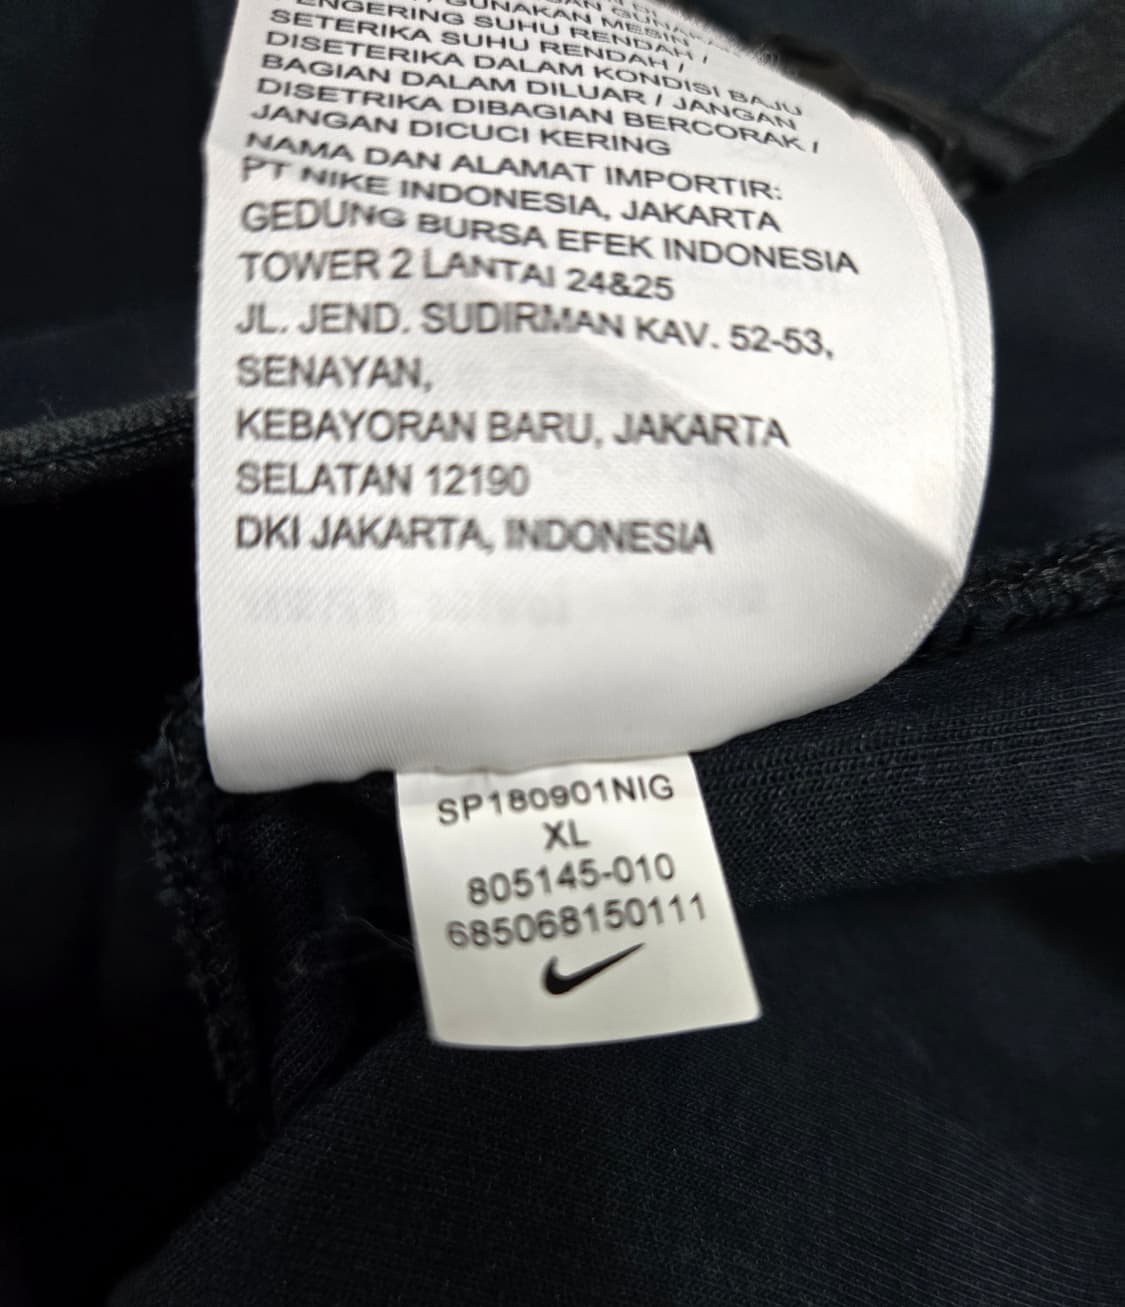 GUNAKAN MESIN
PENGERING SUHU RENDAH /
SETERIKA SUHU RENDAH /
DISETERIKA DALAM KONDISI BAJU
BAGIAN DALAM DILUAR / JANGAN
DISETRIKA DIBAGIAN BERCORAK /
JANGAN DICUCI KERING
NAMA DAN ALAMAT IMPORTIR:
PT NIKE INDONESIA, JAKARTA
GEDUNG BURSA EFEK INDONESIA
TOWER 2 LANTAI 24&25
JL. JEND. SUDIRMAN KAV. 52-53,
SENAYAN,
KEBAYORAN BARU, JAKARTA
SELATAN 12190
DKI JAKARTA, INDONESIA
SP180901NIG
XL
805145-010
685068150111